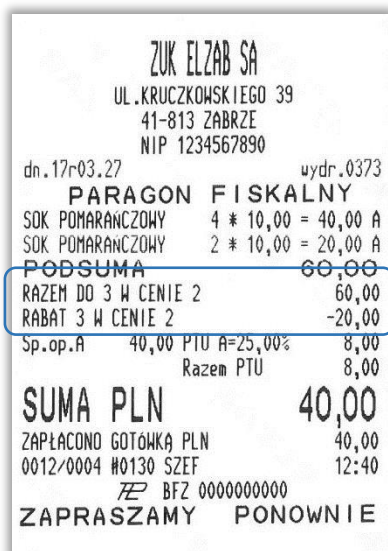 ZUK ELZAB SA
UL.KRUCZKOWSKIEGO 39
41-813 ZABRZE
NIP 1234567890
dn.17r03.27 wydr.0373
PARAGON FISKALNY
SOK POMARAŃCZOWY 4 * 10,00 = 40,00 A
SOK POMARAŃCZOWY 2 * 10,00 = 20,00 A
PODSUMA 60,00
RAZEM DO 3 W CENIE 2 60,00
RABAT 3 W CENIE 2 -20,00
Sp.op.A 40,00 PTU A=25,00% 8,00
Razem PTU 8,00
SUMA PLN 40,00
ZAPŁACONO GOTÓWKĄ PLN 40,00
0012/0004 #0130 SZEF 12:40
BFZ 0000000000
ZAPRASZAMY PONOWNIE